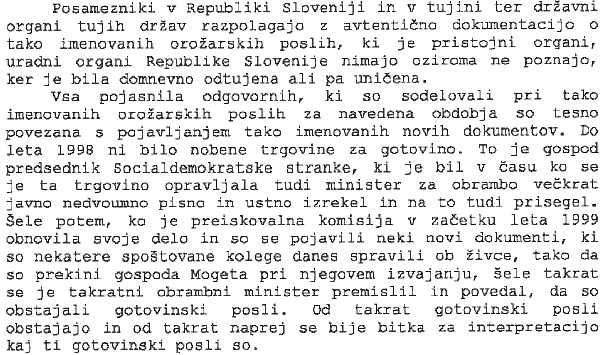 Posamezniki v Republiki Sloveniji in v tujini ter državni
organi tujih držav razpolagajo z avtentično dokumentacijo o
tako imenovanih orožarskih poslih, ki je pristojni organi,
uradni organi Republike Slovenije nimajo oziroma ne poznajo,
ker je bila domnevno odtujena ali pa uničena.
Vsa pojasnila odgovornih, ki so sodelovali pri tako
imenovanih orožarskih poslih za navedena obdobja so tesno
povezana s pojavljanjem tako imenovanih novih dokumentov. Do
leta 1998 ni bilo nobene trgovine za gotovino. To je gospod
predsednik Socialdemokratske stranke, ki je bil v času ko se
je ta trgovino opravljala tudi minister za obrambo večkrat
javno nedvoumno pisno in ustno izrekel in na to tudi prisegel.
Šele potem, ko je preiskovalna komisija v začetku leta 1999
obnovila svoje delo in so se pojavili neki novi dokumenti, ki
so nekatere spoštovane kolege danes spravili ob živce, tako da
so prekini gospoda Mogeta pri njegovem izvajanju, šele takrat
se je takratni obrambni minister premislil in povedal, da so
obstajali gotovinski posli. Od takrat gotovinski posli
obstajajo in od takrat naprej se bije bitka za interpretacijo
kaj ti gotovinski posli so.